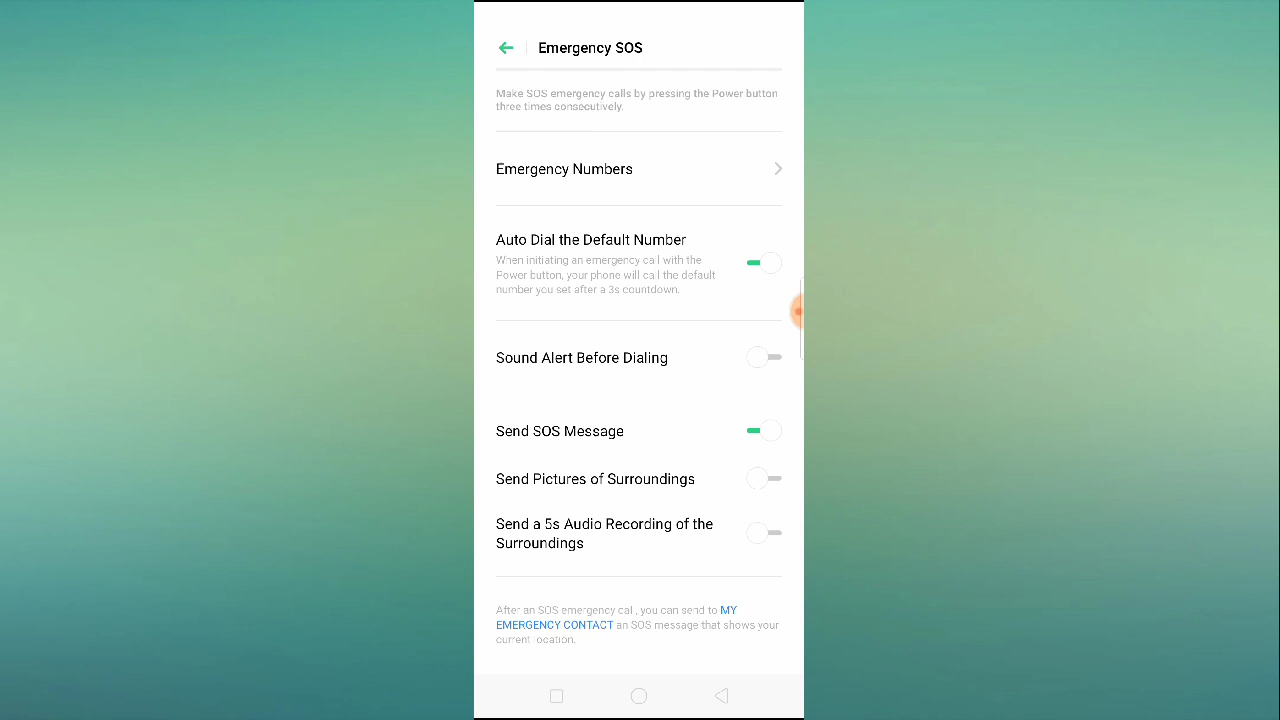 Emergency SOS
Make SOS emergency calls by pressing the Power button
three times consecutively.
Emergency Numbers
Auto Dial the Default Number
When initiating an emergency call with the
Power button, your phone will call the default
number you set after a 3s countdown.
Sound Alert Before Dialing
Send SOS Message
Send Pictures of Surroundings
Send a 5s Audio Recording of the
Surroundings
After an SOS emergency call, you can send to MY
EMERGENCY CONTACT an SOS message that shows your
current location.